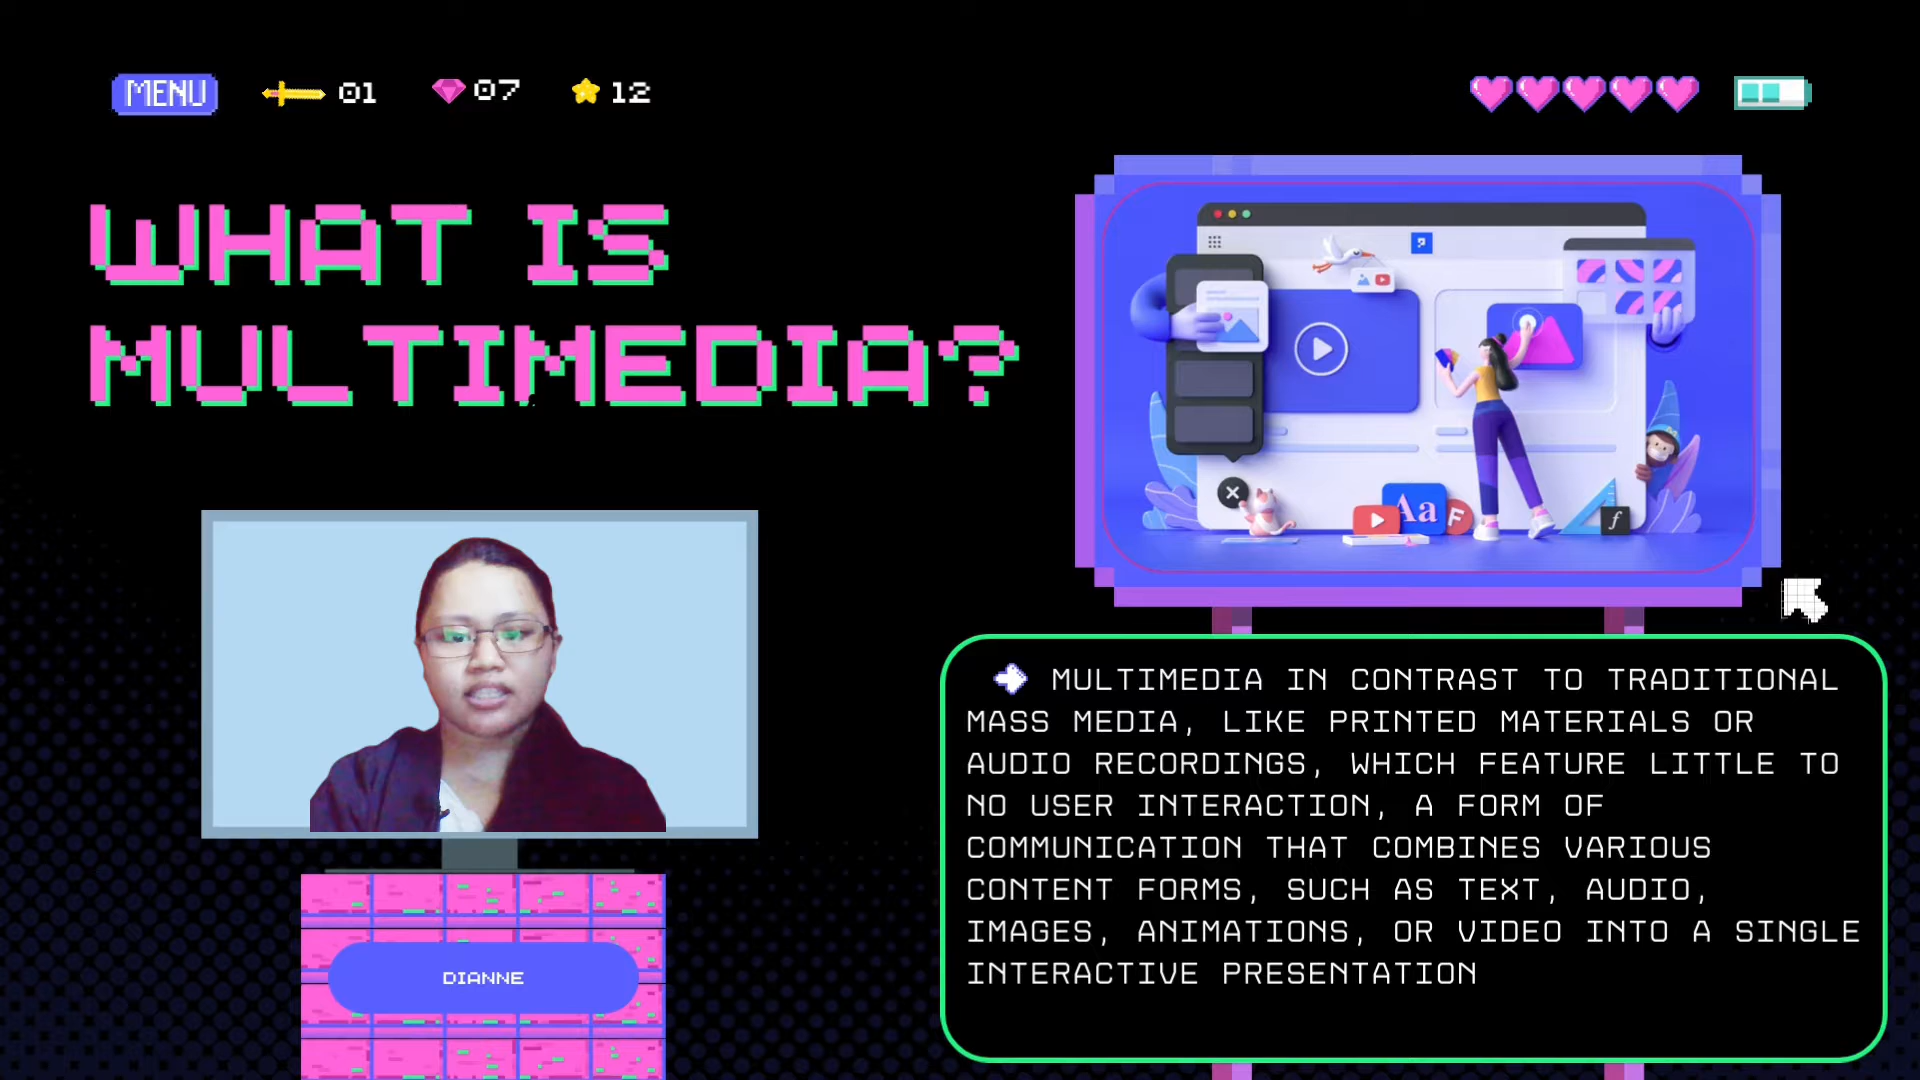 MENU 01 07 12
WHAT IS
MULTIMEDIA?
Aa F f
MULTIMEDIA IN CONTRAST TO TRADITIONAL
MASS MEDIA, LIKE PRINTED MATERIALS OR
AUDIO RECORDINGS, WHICH FEATURE LITTLE TO
NO USER INTERACTION, A FORM OF
COMMUNICATION THAT COMBINES VARIOUS
CONTENT FORMS, SUCH AS TEXT, AUDIO,
IMAGES, ANIMATIONS, OR VIDEO INTO A SINGLE
INTERACTIVE PRESENTATION
DIANNE